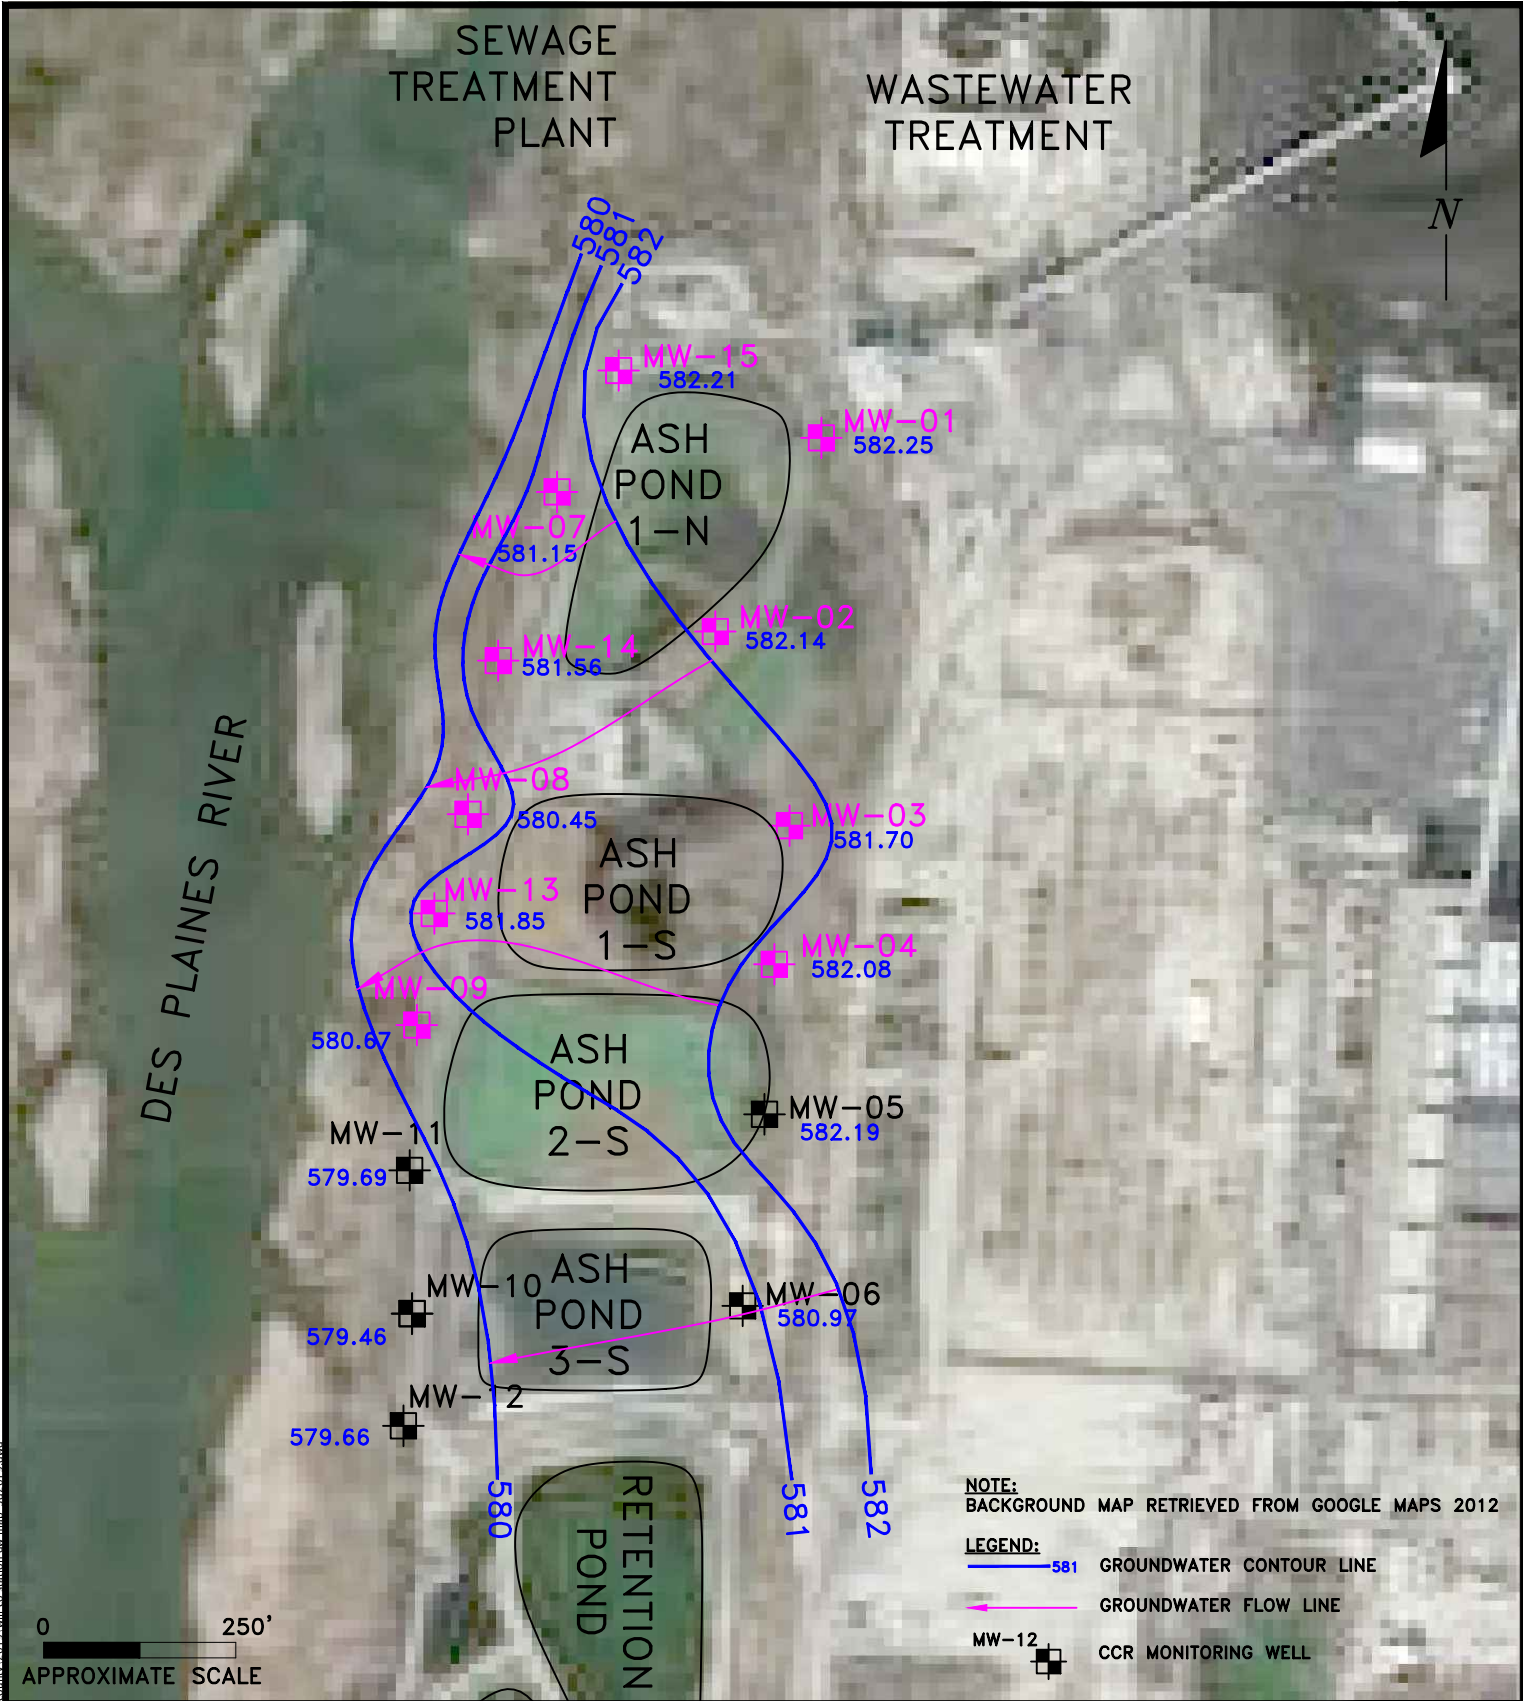 SEWAGE
TREATMENT
PLANT
WASTEWATER
TREATMENT
N
580
581
582
MW-15
582.21
MW-01
582.25
ASH
POND
1-N
MW-07
581.15
MW-02
582.14
MW-14
581.56
DES PLAINES RIVER
MW-08
580.45
MW-03
581.70
ASH
POND
1-S
MW-13
581.85
MW-04
582.08
MW-09
580.67
ASH
POND
2-S
MW-05
582.19
MW-11
579.69
MW-10
579.46
ASH
POND
3-S
MW-06
580.97
MW-12
579.66
580
581
582
RETENTION
POND
NOTE:
BACKGROUND MAP RETRIEVED FROM GOOGLE MAPS 2012
LEGEND:
581 GROUNDWATER CONTOUR LINE
GROUNDWATER FLOW LINE
MW-12 CCR MONITORING WELL
0 250'
APPROXIMATE SCALE